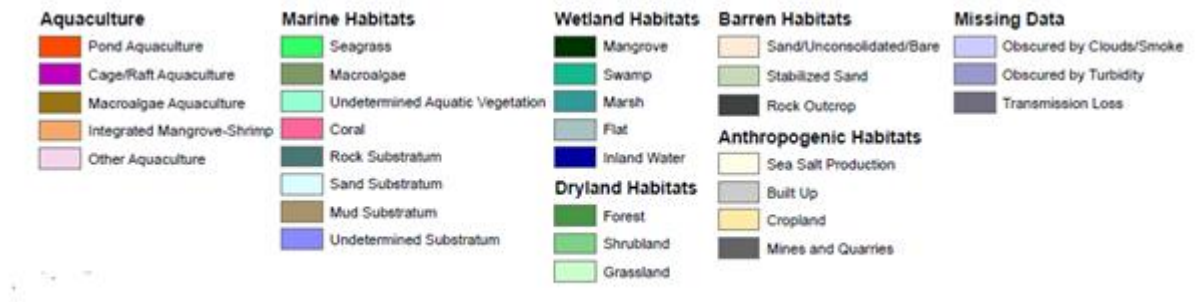 Aquaculture
Pond Aquaculture
Cage/Raft Aquaculture
Macroalgae Aquaculture
Integrated Mangrove-Shrimp
Other Aquaculture
Marine Habitats
Seagrass
Macroalgae
Undetermined Aquatic Vegetation
Coral
Rock Substratum
Sand Substratum
Mud Substratum
Undetermined Substratum
Wetland Habitats
Mangrove
Swamp
Marsh
Flat
Inland Water
Dryland Habitats
Forest
Shrubland
Grassland
Barren Habitats
Sand/Unconsolidated/Bare
Stabilized Sand
Rock Outcrop
Anthropogenic Habitats
Sea Salt Production
Built Up
Cropland
Mines and Quarries
Missing Data
Obscured by Clouds/Smoke
Obscured by Turbidity
Transmission Loss